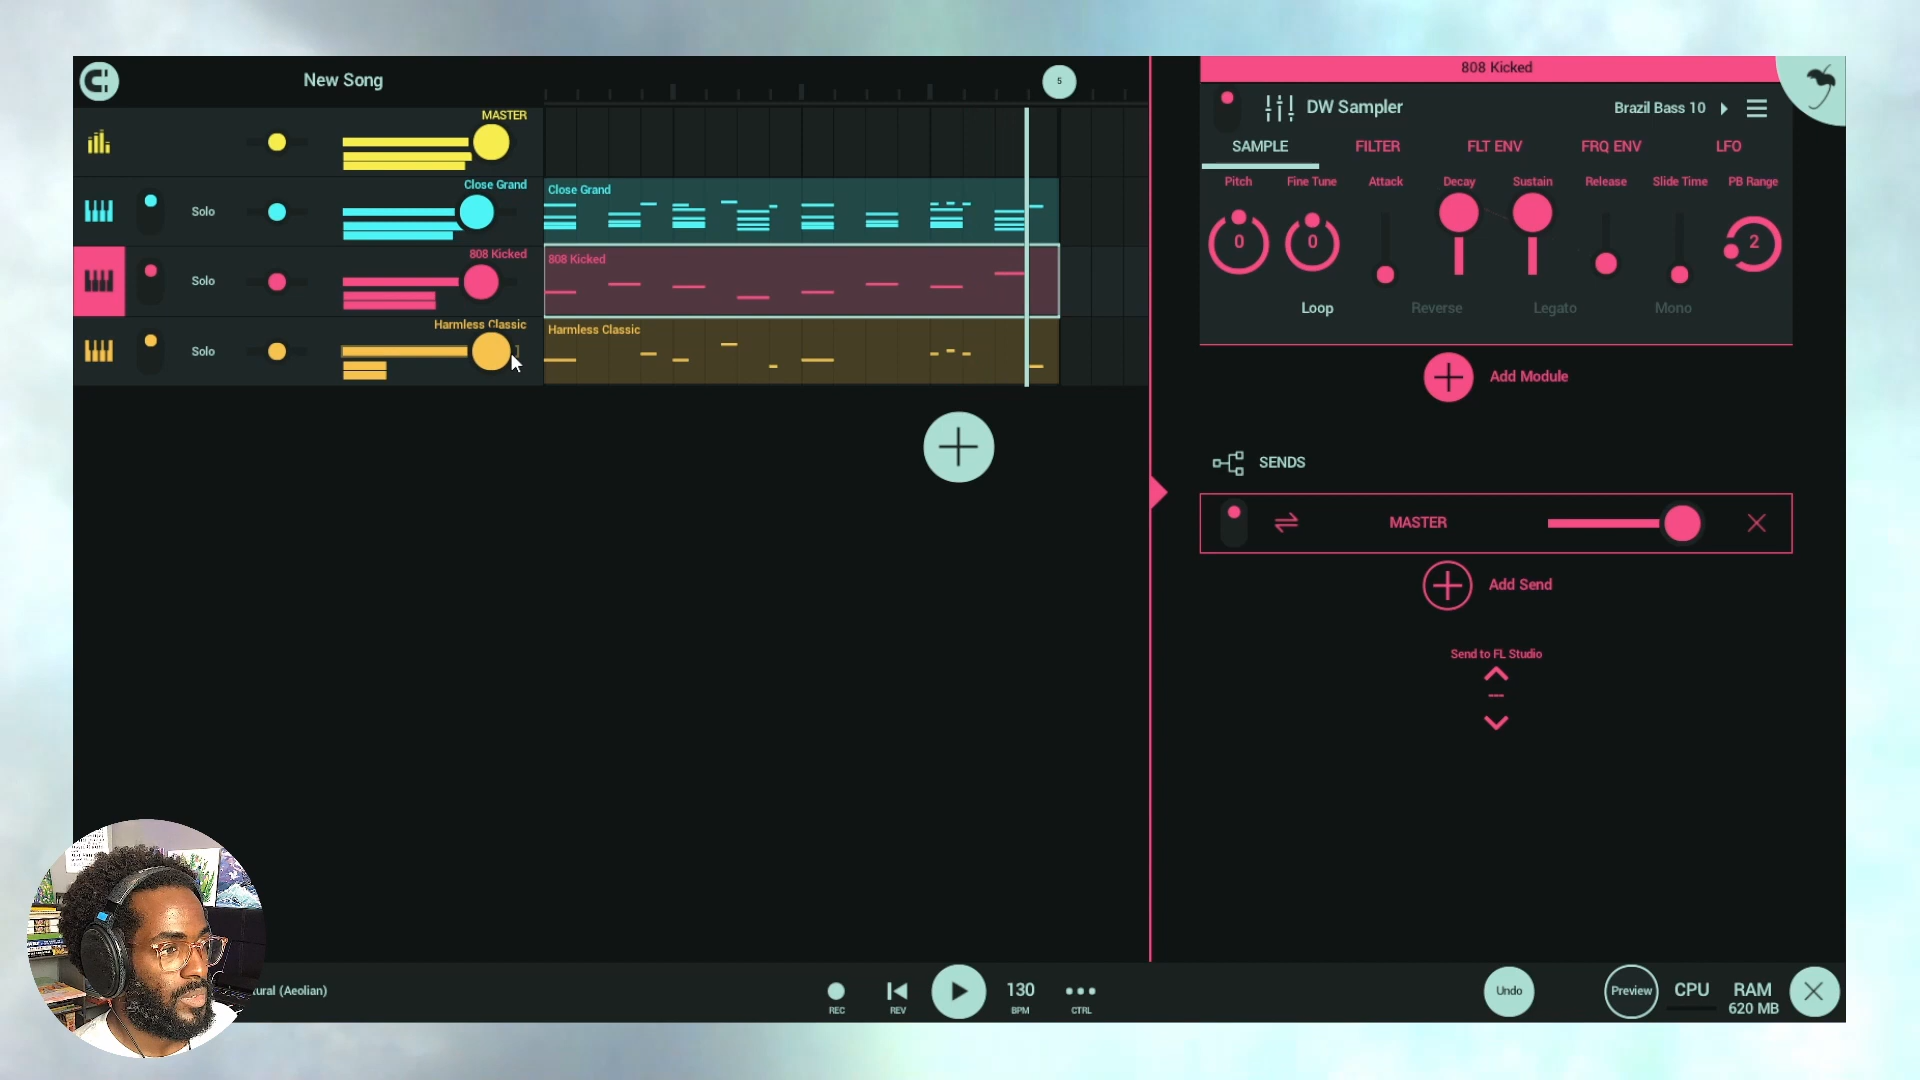 New Song
5
MASTER
Close Grand
Solo
808 Kicked
Solo
Harmless Classic
Solo
Close Grand
808 Kicked
Harmless Classic
808 Kicked
DW Sampler
Brazil Bass 10
SAMPLE FILTER FLT ENV FRQ ENV LFO
Pitch Fine Tune Attack Decay Sustain Release Slide Time PB Range
0 0 2
Loop Reverse Legato Mono
Add Module
SENDS
MASTER
Add Send
Send to FL Studio
---
(Aeolian)
REC
REV
130
BPM
CTRL
Undo
Preview
CPU
RAM
620 MB